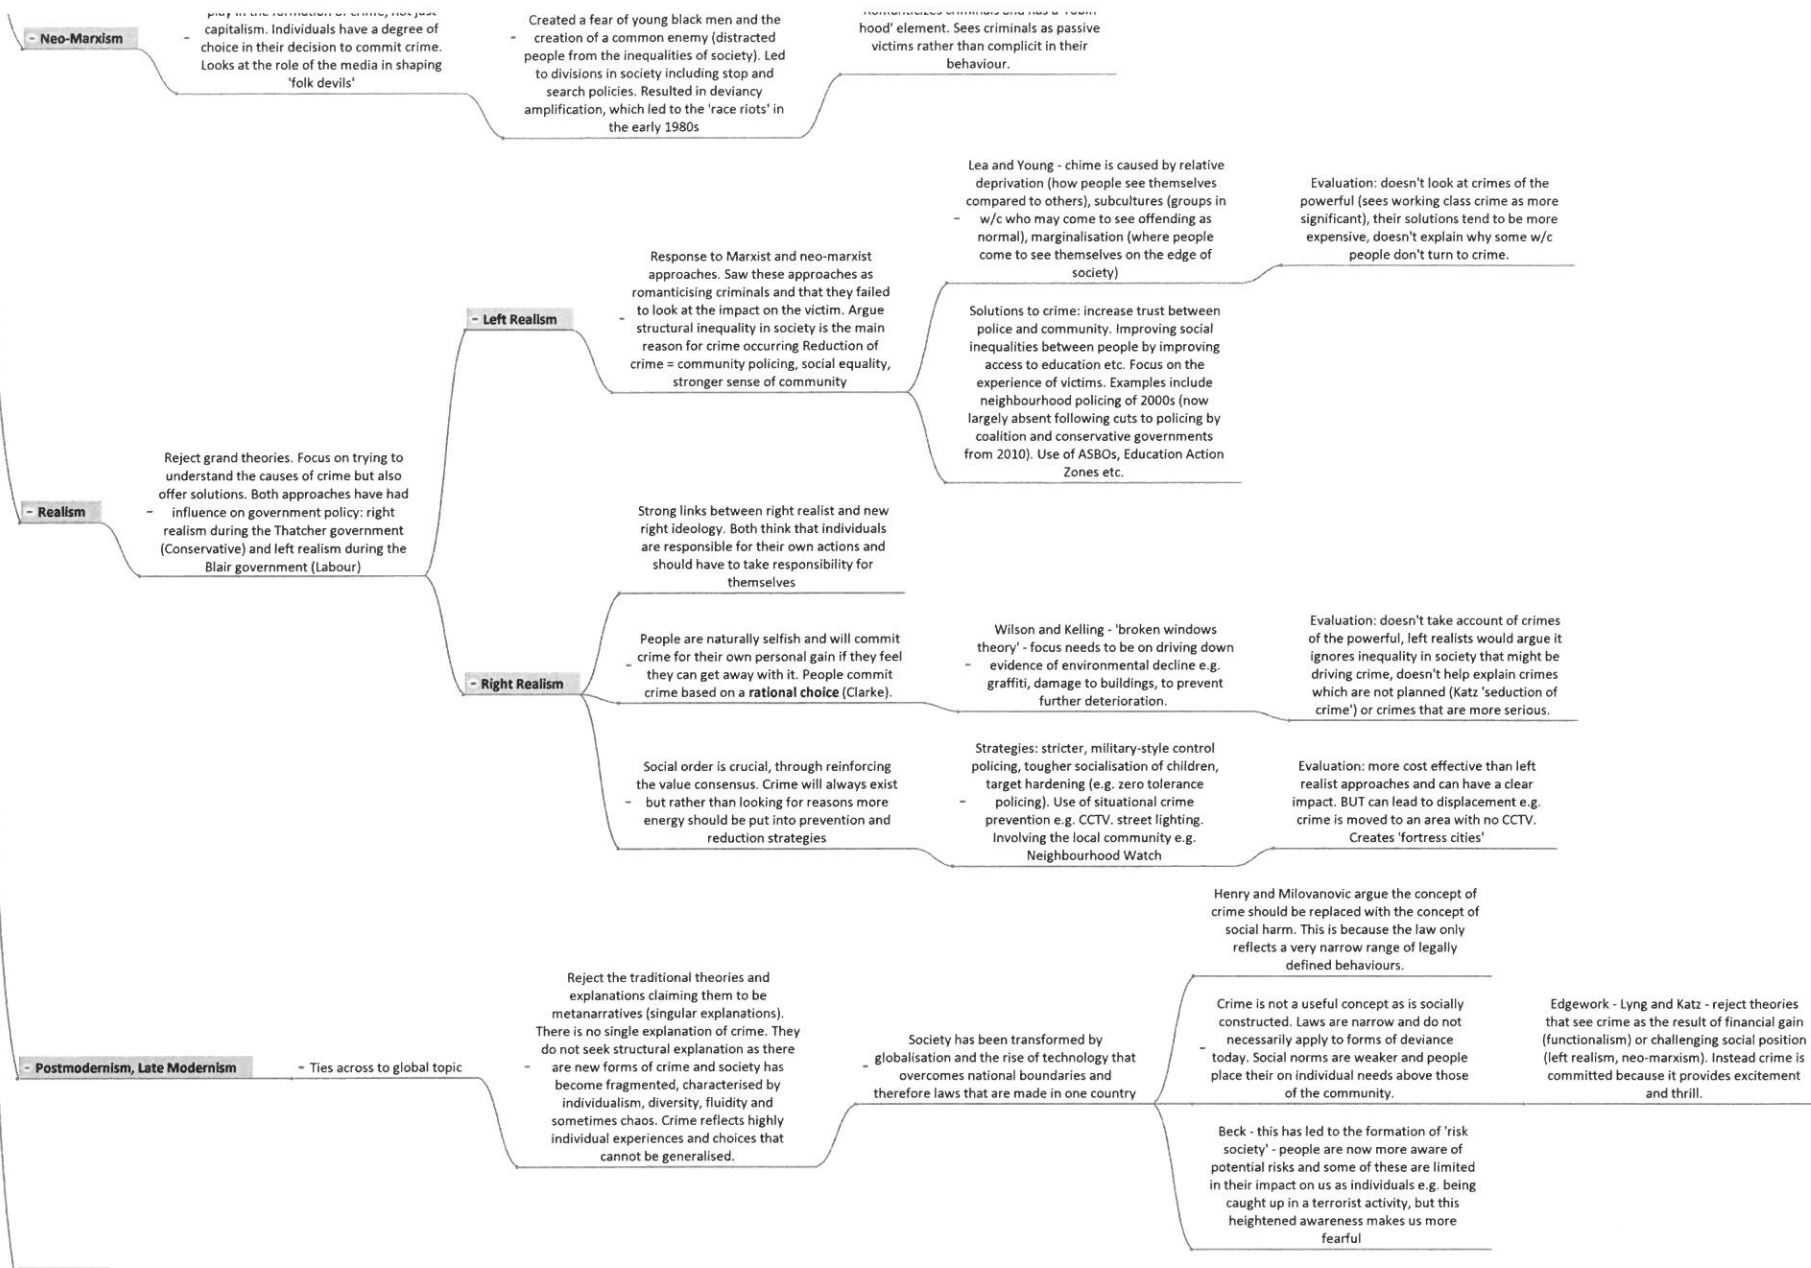 - Neo-Marxism
play in the formation of crime, not just
capitalism. Individuals have a degree of
choice in their decision to commit crime.
Looks at the role of the media in shaping
'folk devils'
Created a fear of young black men and the
creation of a common enemy (distracted
people from the inequalities of society). Led
to divisions in society including stop and
search policies. Resulted in deviancy
amplification, which led to the 'race riots' in
the early 1980s
hood' element. Sees criminals as passive
victims rather than complicit in their
behaviour.
- Realism
Reject grand theories. Focus on trying to
understand the causes of crime but also
offer solutions. Both approaches have had
influence on government policy: right
realism during the Thatcher government
(Conservative) and left realism during the
Blair government (Labour)
- Left Realism
Response to Marxist and neo-marxist
approaches. Saw these approaches as
romanticising criminals and that they failed
to look at the impact on the victim. Argue
structural inequality in society is the main
reason for crime occurring Reduction of
crime = community policing, social equality,
stronger sense of community
Lea and Young - chime is caused by relative
deprivation (how people see themselves
compared to others), subcultures (groups in
w/c who may come to see offending as
normal), marginalisation (where people
come to see themselves on the edge of
society)
Evaluation: doesn't look at crimes of the
powerful (sees working class crime as more
significant), their solutions tend to be more
expensive, doesn't explain why some w/c
people don't turn to crime.
Solutions to crime: increase trust between
police and community. Improving social
inequalities between people by improving
access to education etc. Focus on the
experience of victims. Examples include
neighbourhood policing of 2000s (now
largely absent following cuts to policing by
coalition and conservative governments
from 2010). Use of ASBOs, Education Action
Zones etc.
- Right Realism
Strong links between right realist and new
right ideology. Both think that individuals
are responsible for their own actions and
should have to take responsibility for
themselves
People are naturally selfish and will commit
crime for their own personal gain if they feel
they can get away with it. People commit
crime based on a rational choice (Clarke).
Wilson and Kelling - 'broken windows
theory' - focus needs to be on driving down
evidence of environmental decline e.g.
graffiti, damage to buildings, to prevent
further deterioration.
Evaluation: doesn't take account of crimes
of the powerful, left realists would argue it
ignores inequality in society that might be
driving crime, doesn't help explain crimes
which are not planned (Katz 'seduction of
crime') or crimes that are more serious.
Social order is crucial, through reinforcing
the value consensus. Crime will always exist
but rather than looking for reasons more
energy should be put into prevention and
reduction strategies
Strategies: stricter, military-style control
policing, tougher socialisation of children,
target hardening (e.g. zero tolerance
policing). Use of situational crime
prevention e.g. CCTV. street lighting.
Involving the local community e.g.
Neighbourhood Watch
Evaluation: more cost effective than left
realist approaches and can have a clear
impact. BUT can lead to displacement e.g.
crime is moved to an area with no CCTV.
Creates 'fortress cities'
- Postmodernism, Late Modernism
- Ties across to global topic
Reject the traditional theories and
explanations claiming them to be
metanarratives (singular explanations).
There is no single explanation of crime. They
do not seek structural explanation as there
are new forms of crime and society has
become fragmented, characterised by
individualism, diversity, fluidity and
sometimes chaos. Crime reflects highly
individual experiences and choices that
cannot be generalised.
Society has been transformed by
globalisation and the rise of technology that
overcomes national boundaries and
therefore laws that are made in one country
Henry and Milovanovic argue the concept of
crime should be replaced with the concept of
social harm. This is because the law only
reflects a very narrow range of legally
defined behaviours.
Crime is not a useful concept as is socially
constructed. Laws are narrow and do not
necessarily apply to forms of deviance
today. Social norms are weaker and people
place their on individual needs above those
of the community.
Edgework - Lyng and Katz - reject theories
that see crime as the result of financial gain
(functionalism) or challenging social position
(left realism, neo-marxism). Instead crime is
committed because it provides excitement
and thrill.
Beck - this has led to the formation of 'risk
society' - people are now more aware of
potential risks and some of these are limited
in their impact on us as individuals e.g. being
caught up in a terrorist activity, but this
heightened awareness makes us more
fearful